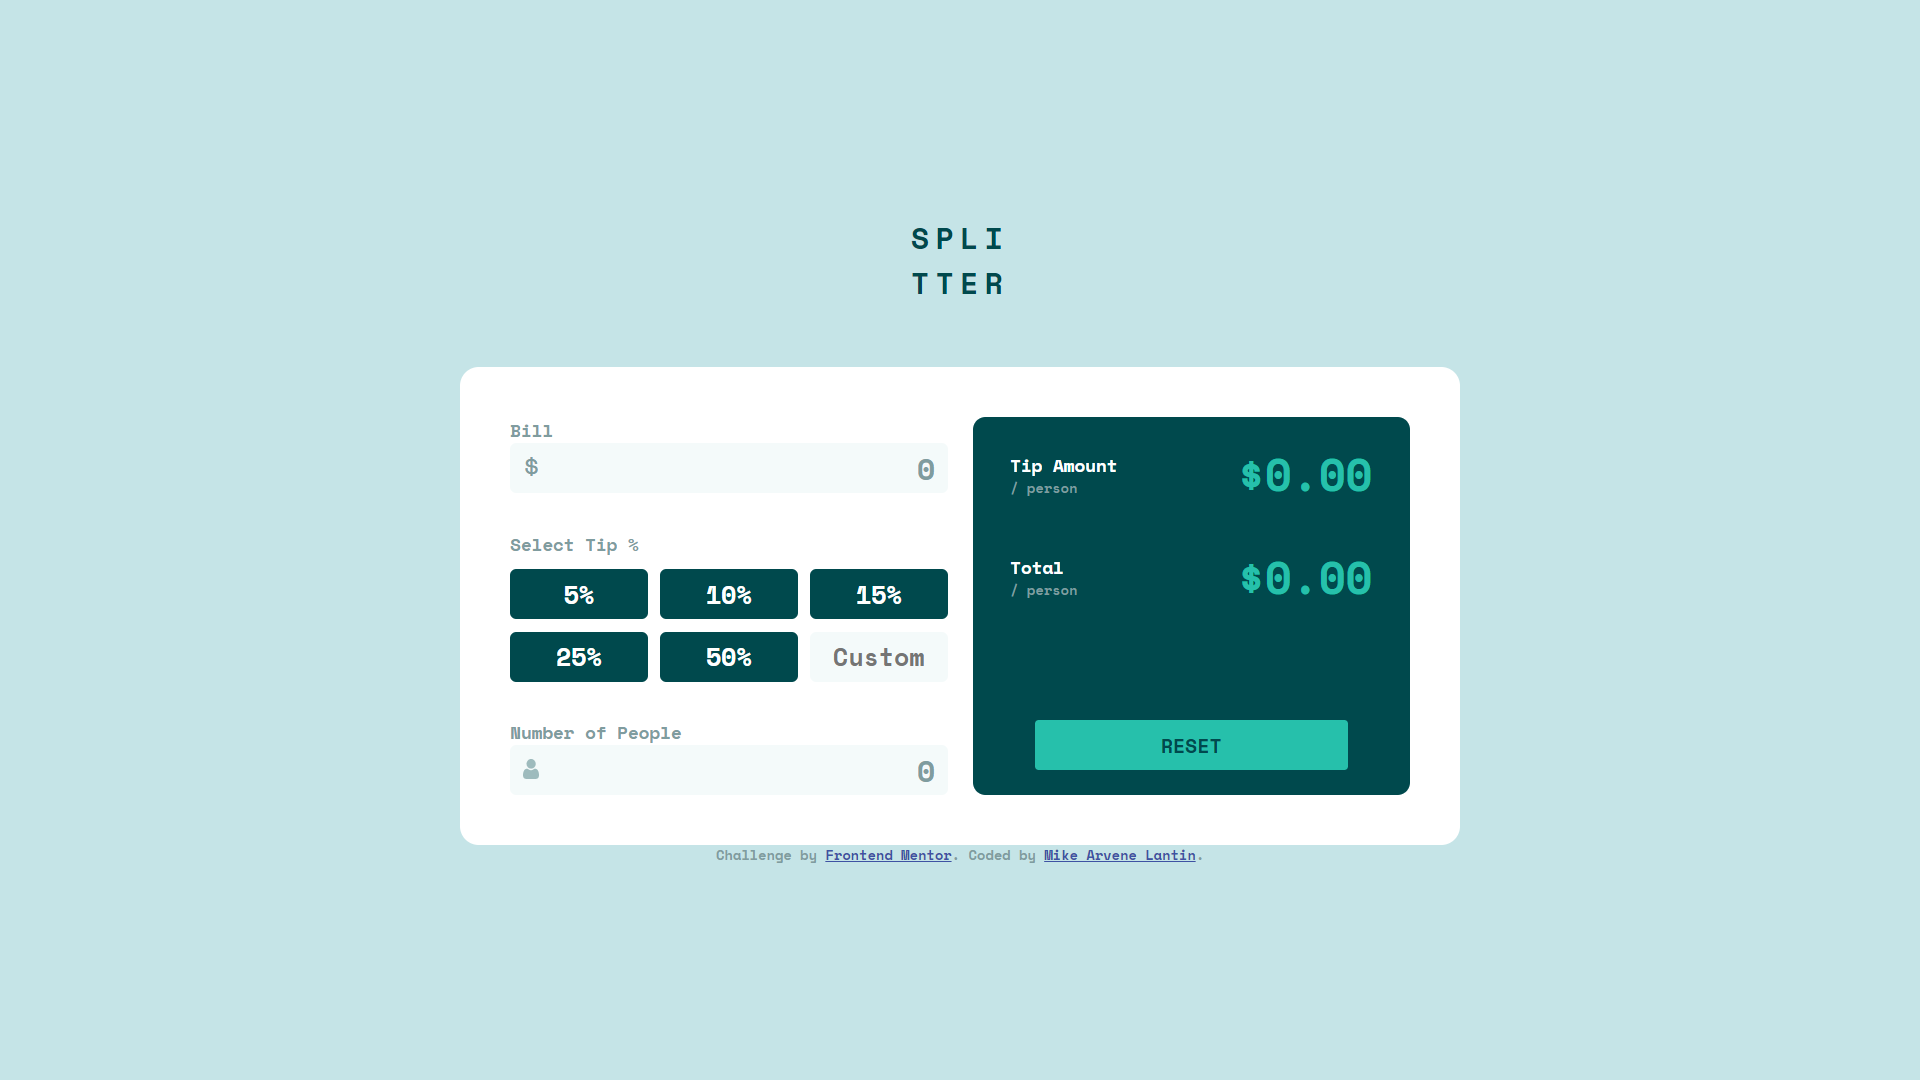 SPLI
TTER
Bill
$ 0
Select Tip %
5% 10% 15%
25% 50% Custom
Number of People
0
Tip Amount
/ person
$0.00
Total
/ person
$0.00
RESET
Challenge by Frontend Mentor. Coded by Mike Arvene Lantin.